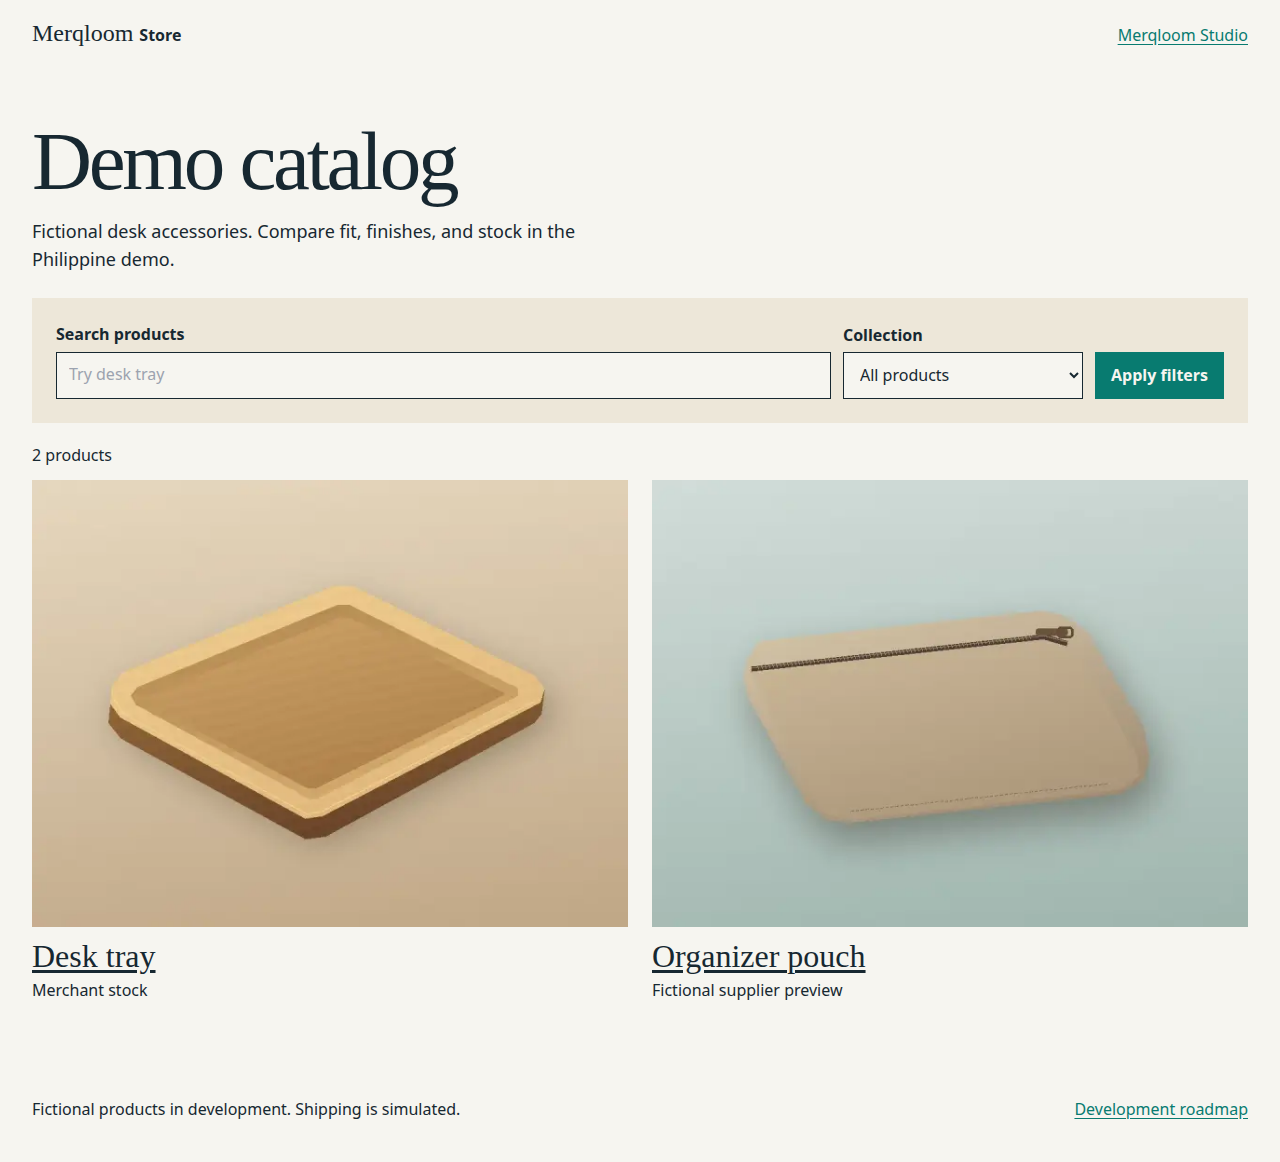 Merqloom Store
Merqloom Studio
Demo catalog
Fictional desk accessories. Compare fit, finishes, and stock in the
Philippine demo.
Search products
Collection
Try desk tray
All products
Apply filters
2 products
Desk tray
Organizer pouch
Merchant stock
Fictional supplier preview
Fictional products in development. Shipping is simulated.
Development roadmap